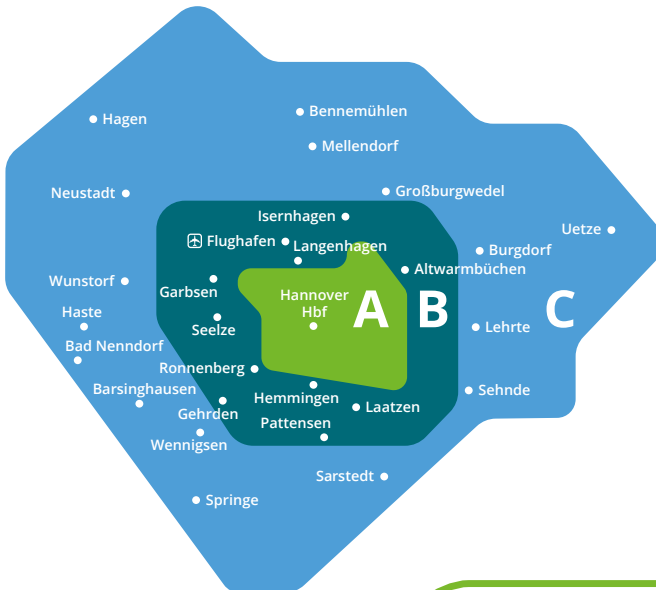 Bennemühlen
Hagen
Mellendorf
Großburgwedel
Neustadt
Isernhagen
Uetze
Flughafen
Langenhagen
Burgdorf
Altwarmbüchen
Wunstorf
Garbsen
Hannover
Hbf
A
B
C
Haste
Seelze
Lehrte
Bad Nenndorf
Ronnenberg
Barsinghausen
Sehnde
Hemmingen
Gehrden
Laatzen
Pattensen
Wennigsen
Sarstedt
Springe